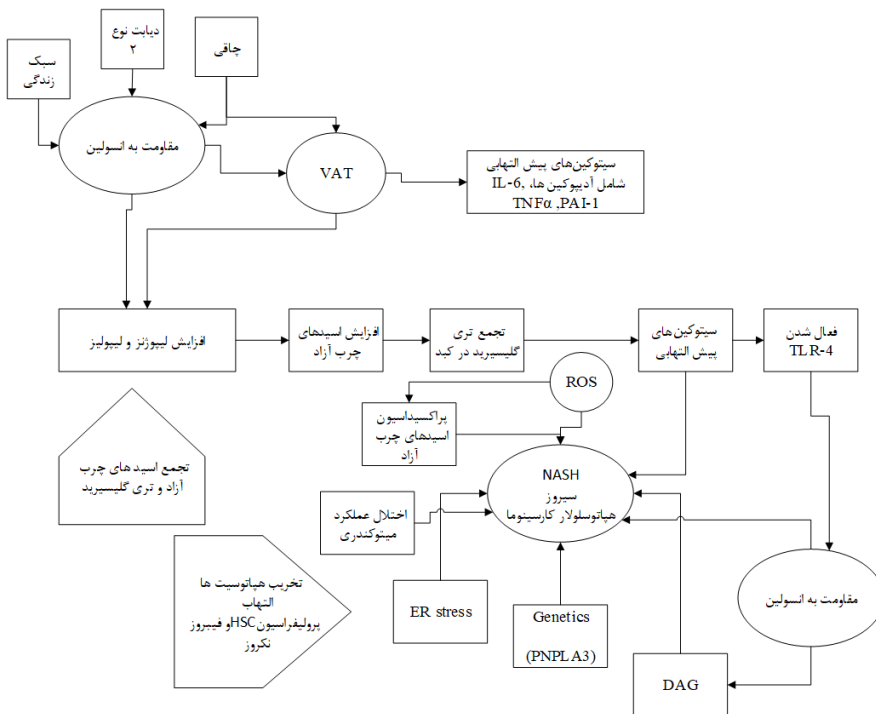 دیابت نوع
۲
چاقی
سبک
زندگی
مقاومت به انسولین
VAT
سیتوکین‌های پیش التهابی
شامل آدیپوکین ها، IL-6,
TNFα ,PAI-1
افزایش لیپوژنز و لیپولیز
افزایش اسیدهای
چرب آزاد
تجمع تری
گلیسیرید در کبد
سیتوکین‌های
پیش التهابی
فعال شدن
TLR-4
ROS
پراکسیداسیون
اسیدهای چرب
آزاد
تجمع اسید های چرب
آزاد و تری گلیسیرید
NASH
سیروز
هپاتوسلولار کارسینوما
اختلال عملکرد
میتوکندری
تخریب هپاتوسیت ها
التهاب
پرولیفراسیونHSCو فیبروز
نکروز
ER stress
Genetics
(PNPLA3)
مقاومت به انسولین
DAG